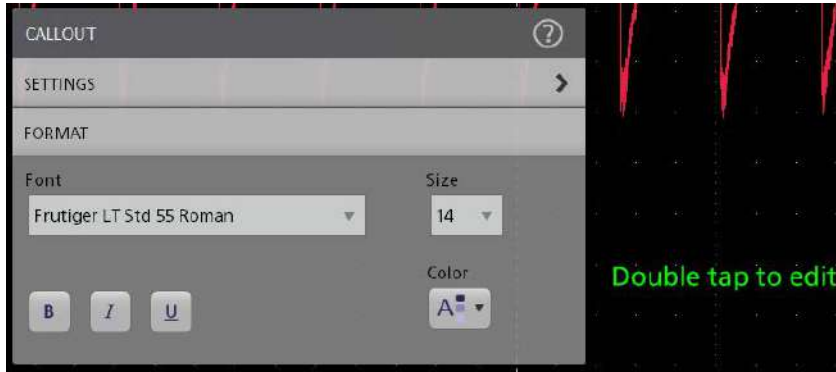 CALLOUT
?
SETTINGS
FORMAT
Font
Size
Frutiger LT Std 55 Roman
14
Color
Double tap to edit
B
I
U
A